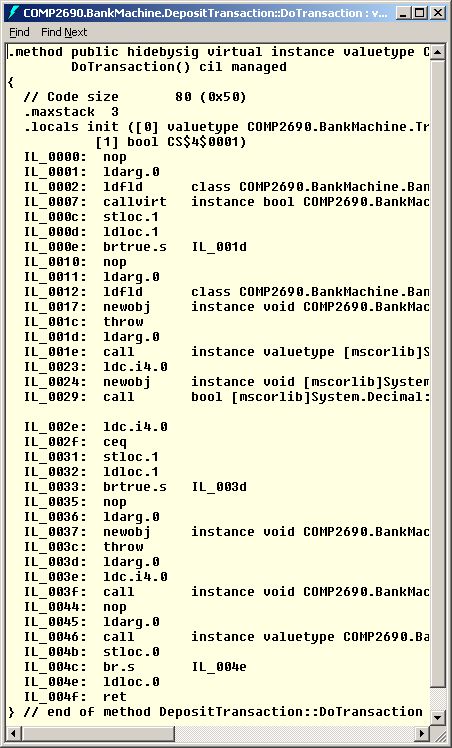 COMP2690.BankMachine.DepositTransaction::DoTransaction : v...
Find Find Next
.method public hidebysig virtual instance valuetype C
DoTransaction() cil managed
{
// Code size 80 (0x50)
.maxstack 3
.locals init ([0] valuetype COMP2690.BankMachine.Tr
[1] bool CS$4$0001)
IL_0000: nop
IL_0001: ldarg.0
IL_0002: ldfld class COMP2690.BankMachine.Ban
IL_0007: callvirt instance bool COMP2690.BankMac
IL_000c: stloc.1
IL_000d: ldloc.1
IL_000e: brtrue.s IL_001d
IL_0010: nop
IL_0011: ldarg.0
IL_0012: ldfld class COMP2690.BankMachine.Ban
IL_0017: newobj instance void COMP2690.BankMac
IL_001c: throw
IL_001d: ldarg.0
IL_001e: call instance valuetype [mscorlib]S
IL_0023: ldc.i4.0
IL_0024: newobj instance void [mscorlib]System
IL_0029: call bool [mscorlib]System.Decimal:
IL_002e: ldc.i4.0
IL_002f: ceq
IL_0031: stloc.1
IL_0032: ldloc.1
IL_0033: brtrue.s IL_003d
IL_0035: nop
IL_0036: ldarg.0
IL_0037: newobj instance void COMP2690.BankMac
IL_003c: throw
IL_003d: ldarg.0
IL_003e: ldc.i4.0
IL_003f: call instance void COMP2690.BankMac
IL_0044: nop
IL_0045: ldarg.0
IL_0046: call instance valuetype COMP2690.Ba
IL_004b: stloc.0
IL_004c: br.s IL_004e
IL_004e: ldloc.0
IL_004f: ret
} // end of method DepositTransaction::DoTransaction